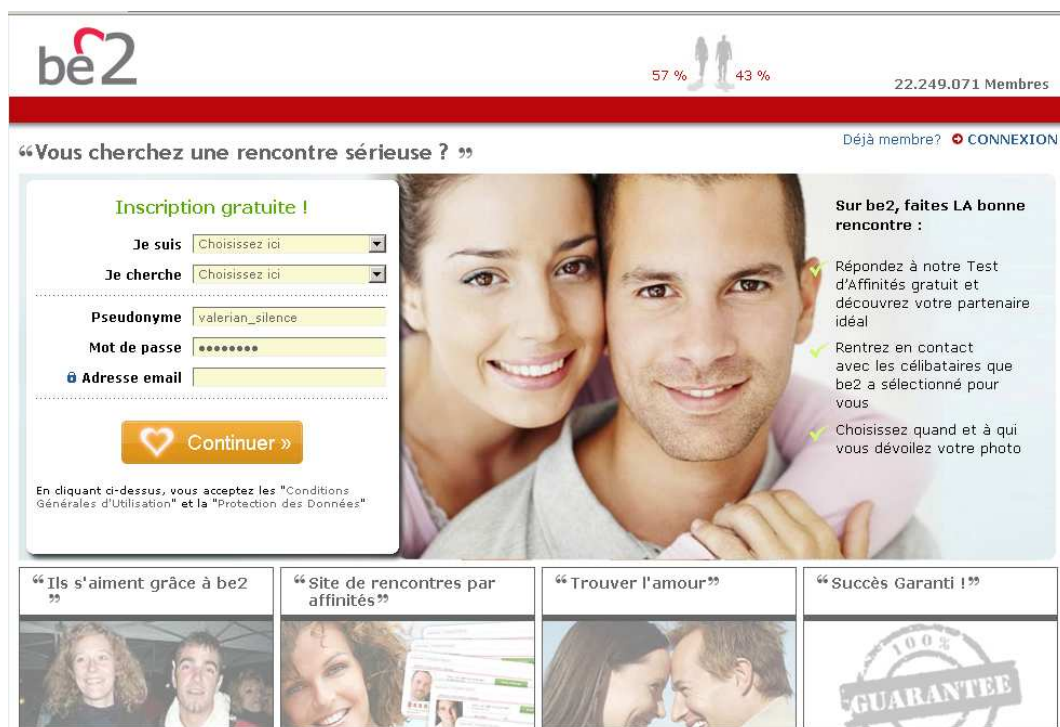 be2
57 % 43 %
22.249.071 Membres
Déjà membre? CONNEXION
“Vous cherchez une rencontre sérieuse ? ”
Inscription gratuite !
Je suis Choisissez ici
Je cherche Choisissez ici
Pseudonyme valerian_silence
Mot de passe ●●●●●●●●
Adresse email
Continuer »
En cliquant ci-dessus, vous acceptez les "Conditions
Générales d'Utilisation" et la "Protection des Données"
Sur be2, faites LA bonne
rencontre :
Répondez à notre Test
d'Affinités gratuit et
découvrez votre partenaire
idéal
Rentrez en contact
avec les célibataires que
be2 a sélectionné pour
vous
Choisissez quand et à qui
vous dévoilez votre photo
“Ils s'aiment grâce à be2
”
“Site de rencontres par
affinités”
“Trouver l'amour”
“Succès Garanti !”
100%
GUARANTEE